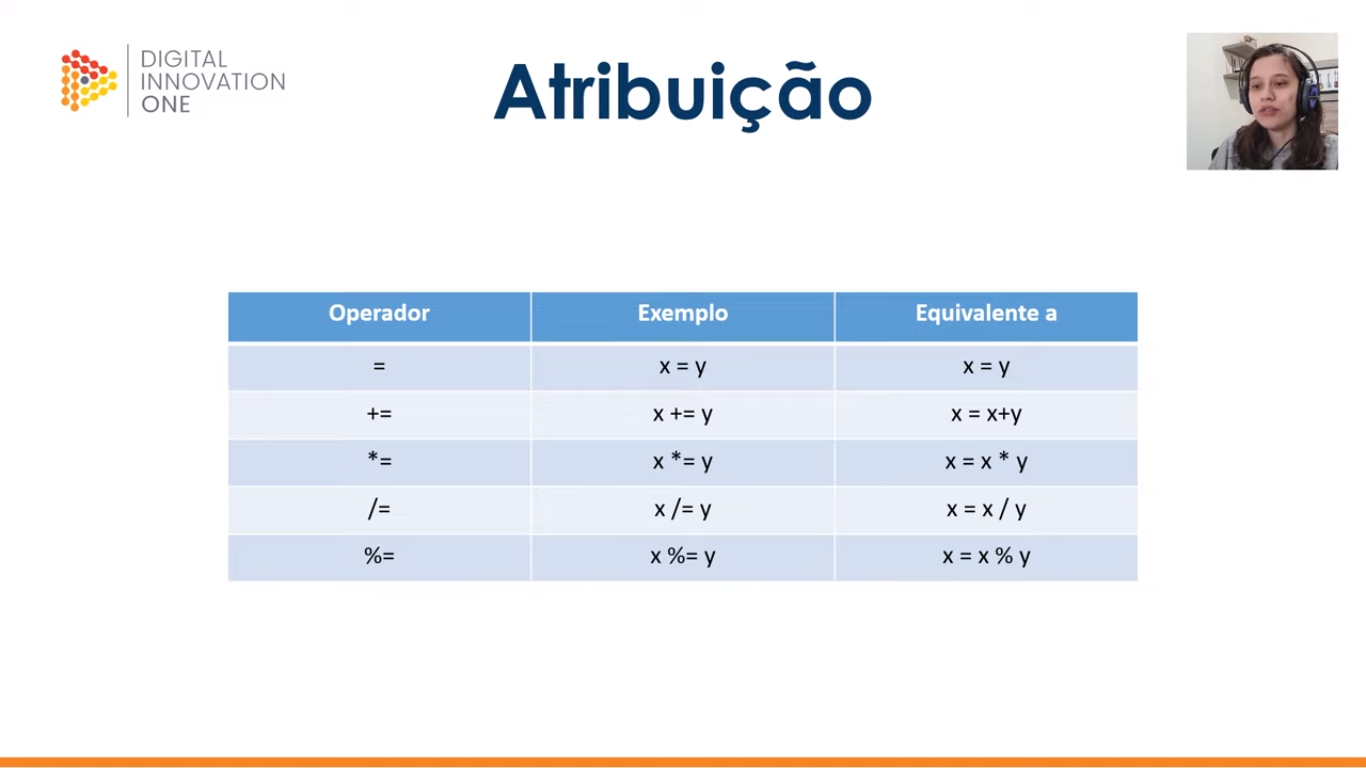 DIGITAL
INNOVATION
ONE
Atribuição
Operador Exemplo Equivalente a
= x = y x = y
+= x += y x = x+y
*= x *= y x = x * y
/= x /= y x = x / y
%= x %= y x = x % y